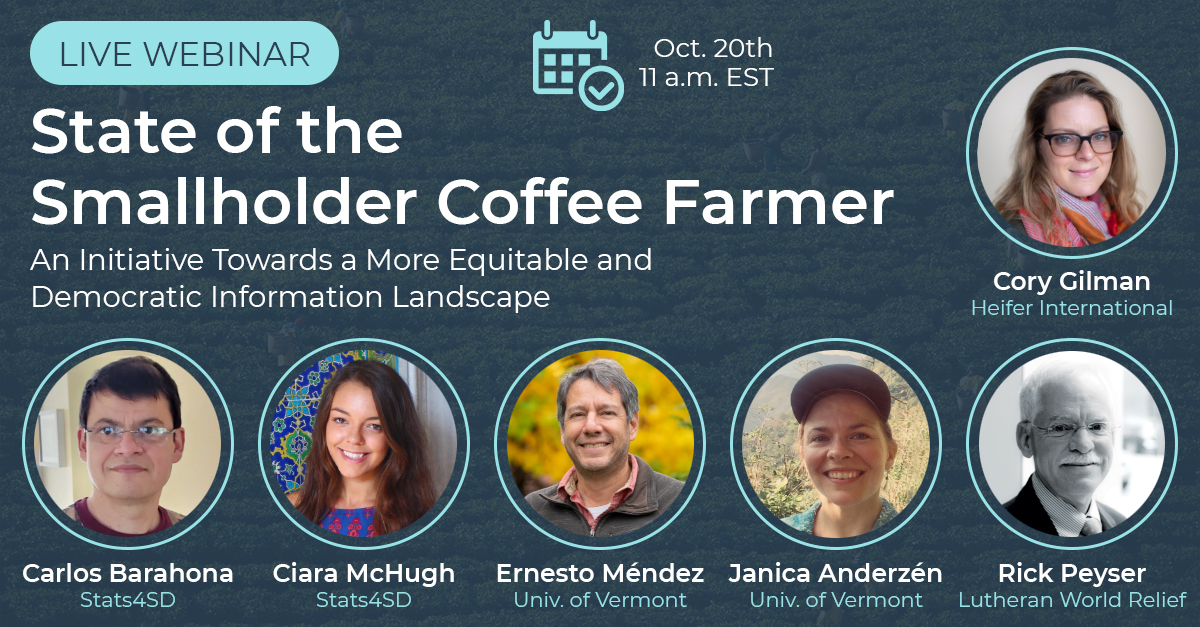 LIVE WEBINAR
Oct. 20th
11 a.m. EST
State of the
Smallholder Coffee Farmer
An Initiative Towards a More Equitable and
Democratic Information Landscape
Cory Gilman
Heifer International
Carlos Barahona
Stats4SD
Ciara McHugh
Stats4SD
Ernesto Méndez
Univ. of Vermont
Janica Anderzén
Univ. of Vermont
Rick Peyser
Lutheran World Relief